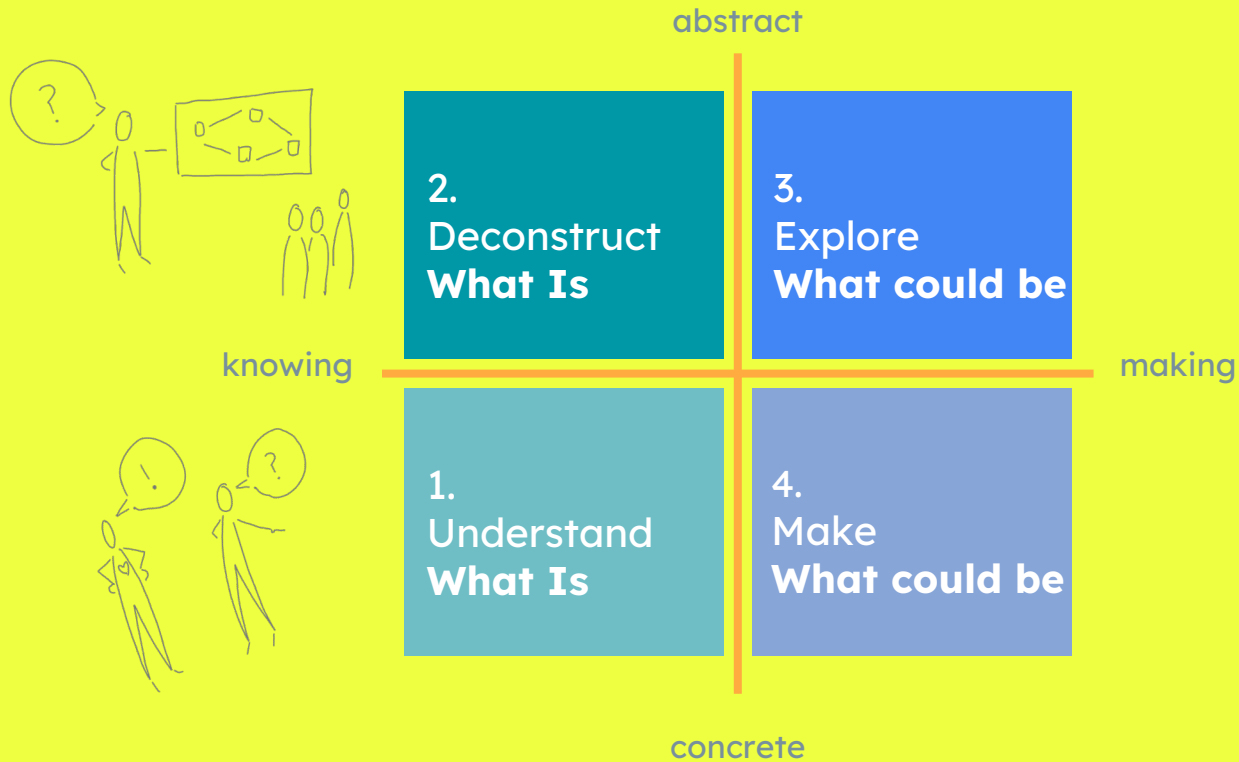 abstract
?
2.
Deconstruct
What Is
3.
Explore
What could be
knowing
making
!
?
1.
Understand
What Is
4.
Make
What could be
concrete